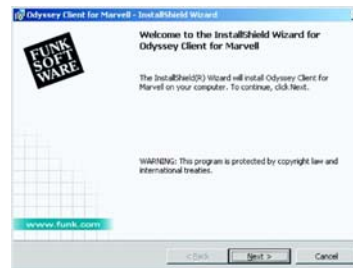 Odyssey Client for Marvell - InstallShield Wizard
FUNK
SOFT
WARE
Welcome to the InstallShield Wizard for
Odyssey Client for Marvell
The InstallShield(R) Wizard will install Odyssey Client for
Marvell on your computer. To continue, click Next.
WARNING: This program is protected by copyright law and
international treaties.
www.funk.com
< Back
Next >
Cancel